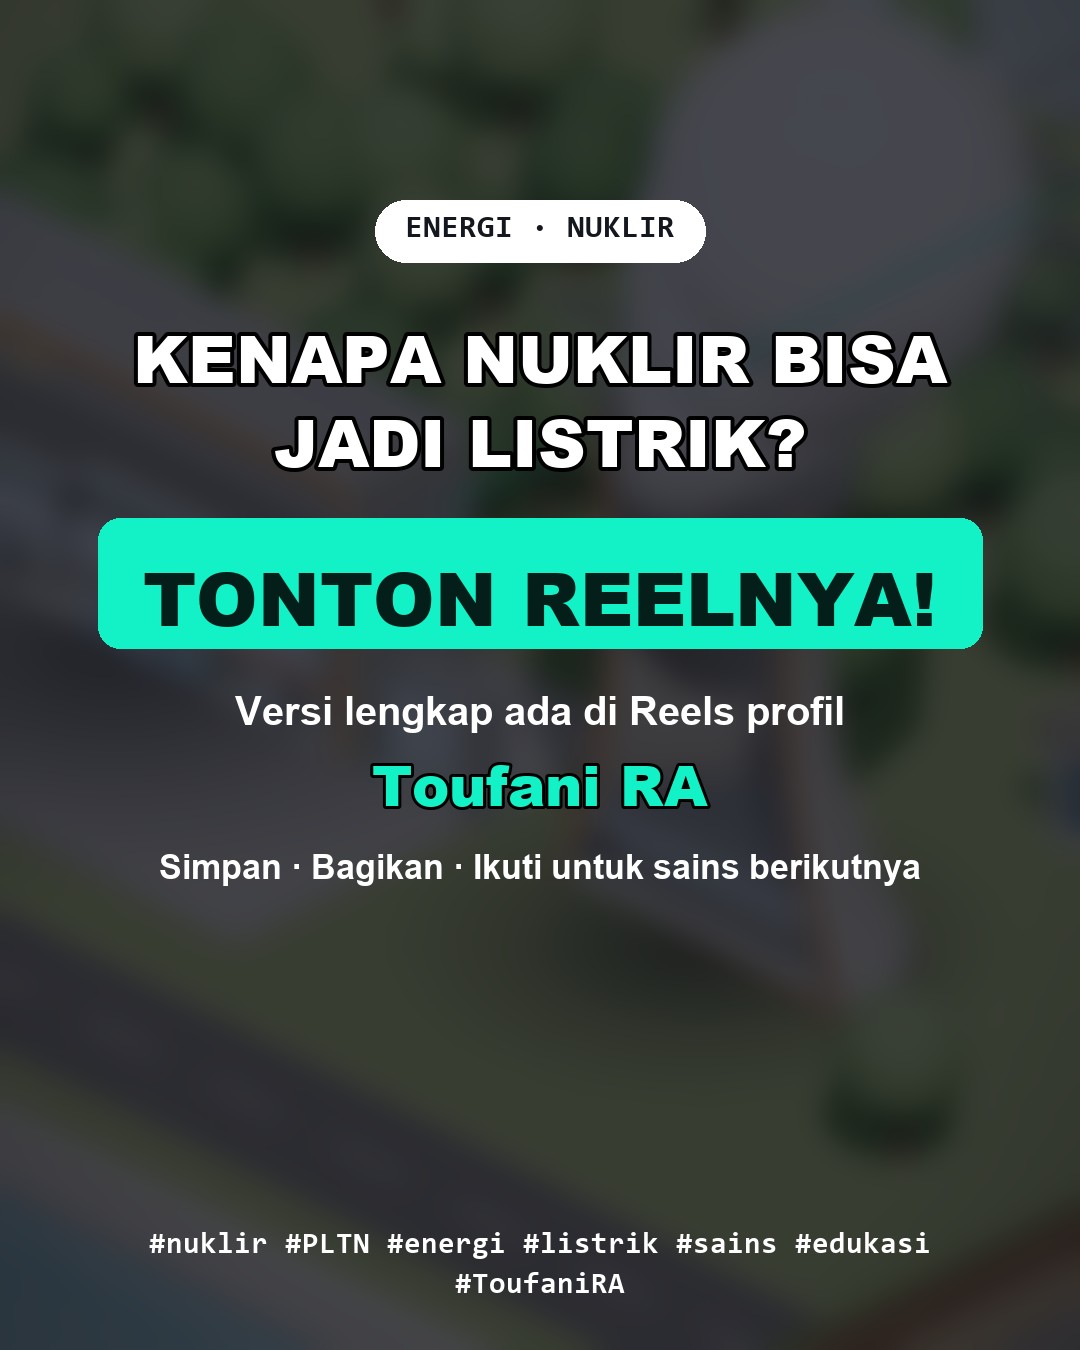 ENERGI · NUKLIR
KENAPA NUKLIR BISA
JADI LISTRIK?
TONTON REELNYA!
Versi lengkap ada di Reels profil
Toufani RA
Simpan · Bagikan · Ikuti untuk sains berikutnya
#nuklir #PLTN #energi #listrik #sains #edukasi
#ToufaniRA